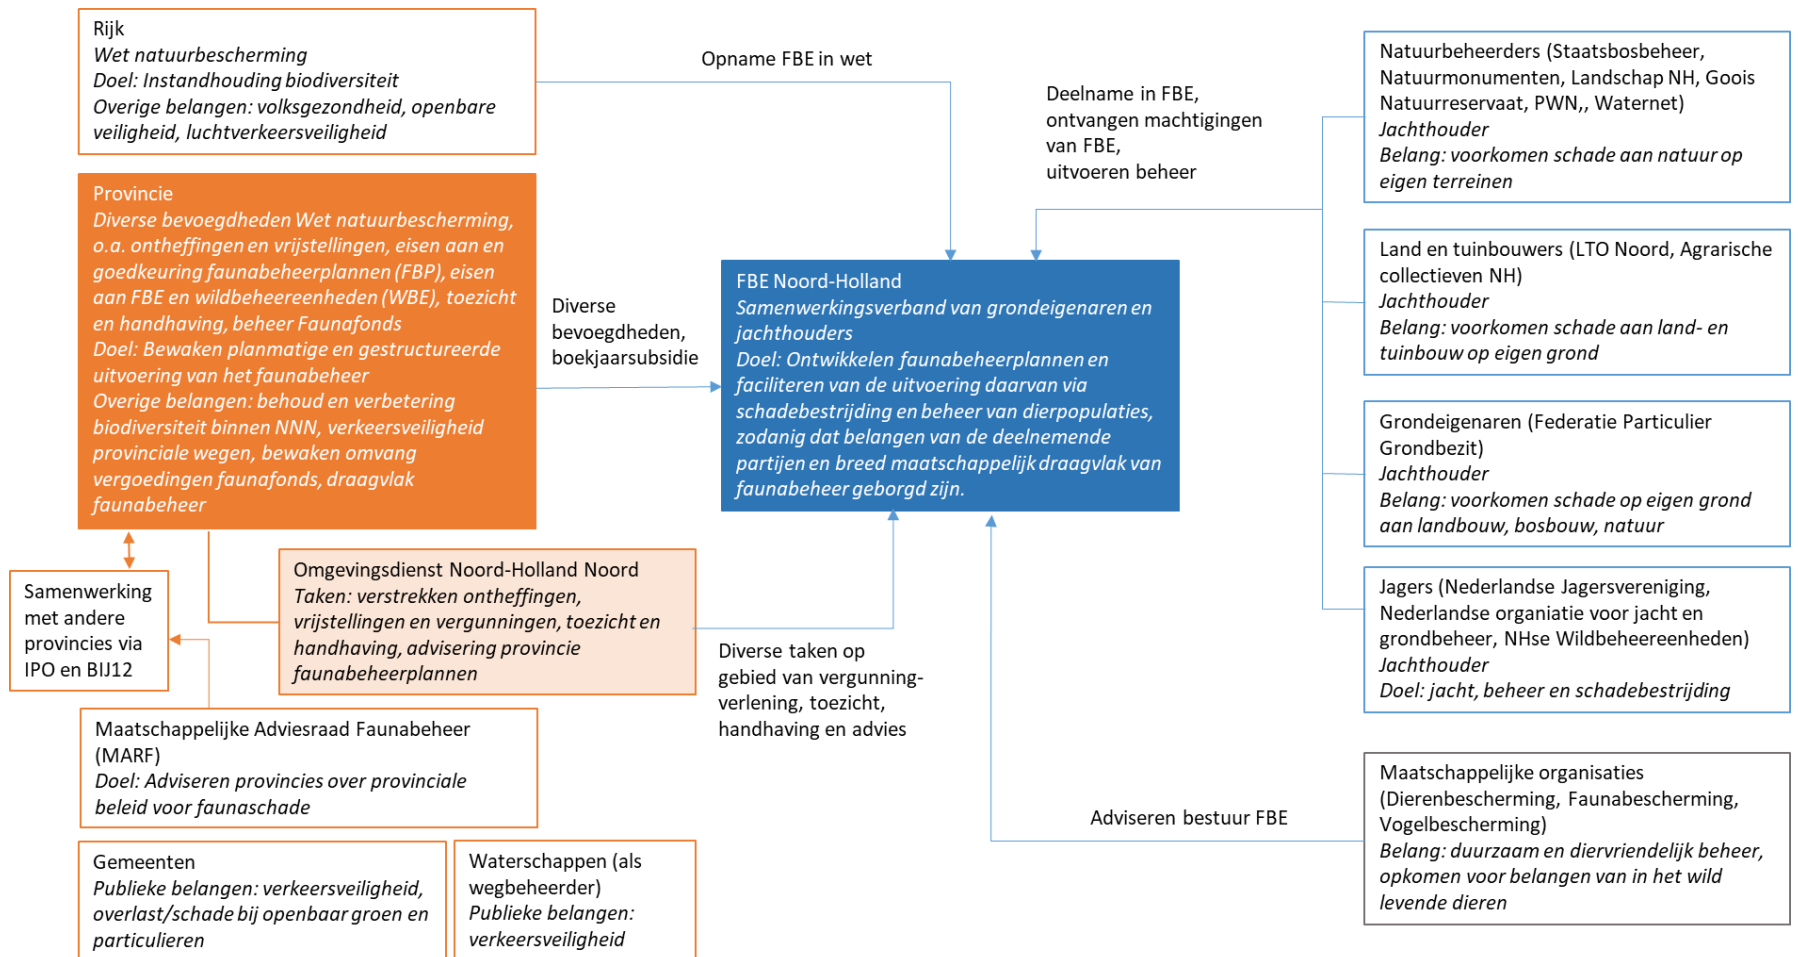 Rijk
Wet natuurbescherming
Doel: Instandhouding biodiversiteit
Overige belangen: volksgezondheid, openbare
veiligheid, luchtverkeersveiligheid
Opname FBE in wet
Provincie
Diverse bevoegdheden Wet natuurbescherming,
o.a. ontheffingen en vrijstellingen, eisen aan en
goedkeuring faunabeheerplannen (FBP), eisen
aan FBE en wildbeheereenheden (WBE), toezicht
en handhaving, beheer Faunafonds
Doel: Bewaken planmatige en gestructureerde
uitvoering van het faunabeheer
Overige belangen: behoud en verbetering
biodiversiteit binnen NNN, verkeersveiligheid
provinciale wegen, bewaken omvang
vergoedingen faunafonds, draagvlak
faunabeheer
Diverse
bevoegdheden,
boekjaarsubsidie
Samenwerking
met andere
provincies via
IPO en BIJ12
Omgevingsdienst Noord-Holland Noord
Taken: verstrekken ontheffingen,
vrijstellingen en vergunningen, toezicht en
handhaving, advisering provincie
faunabeheerplannen
Diverse taken op
gebied van vergunning-
verlening, toezicht,
handhaving en advies
Maatschappelijke Adviesraad Faunabeheer
(MARF)
Doel: Adviseren provincies over provinciale
beleid voor faunaschade
Gemeenten
Publieke belangen: verkeersveiligheid,
overlast/schade bij openbaar groen en
particulieren
Waterschappen (als
wegbeheerder)
Publieke belangen:
verkeersveiligheid
FBE Noord-Holland
Samenwerkingsverband van grondeigenaren en
jachthouders
Doel: Ontwikkelen faunabeheerplannen en
faciliteren van de uitvoering daarvan via
schadebestrijding en beheer van dierpopulaties,
zodanig dat belangen van de deelnemende
partijen en breed maatschappelijk draagvlak van
faunabeheer geborgd zijn.
Deelname in FBE,
ontvangen machtigingen
van FBE,
uitvoeren beheer
Natuurbeheerders (Staatsbosbeheer,
Natuurmonumenten, Landschap NH, Goois
Natuurreservaat, PWN,, Waternet)
Jachthouder
Belang: voorkomen schade aan natuur op
eigen terreinen
Land en tuinbouwers (LTO Noord, Agrarische
collectieven NH)
Jachthouder
Belang: voorkomen schade aan land- en
tuinbouw op eigen grond
Grondeigenaren (Federatie Particulier
Grondbezit)
Jachthouder
Belang: voorkomen schade op eigen grond
aan landbouw, bosbouw, natuur
Jagers (Nederlandse Jagersvereniging,
Nederlandse organiatie voor jacht en
grondbeheer, NHse Wildbeheereenheden)
Jachthouder
Doel: jacht, beheer en schadebestrijding
Adviseren bestuur FBE
Maatschappelijke organisaties
(Dierenbescherming, Faunabescherming,
Vogelbescherming)
Belang: duurzaam en diervriendelijk beheer,
opkomen voor belangen van in het wild
levende dieren